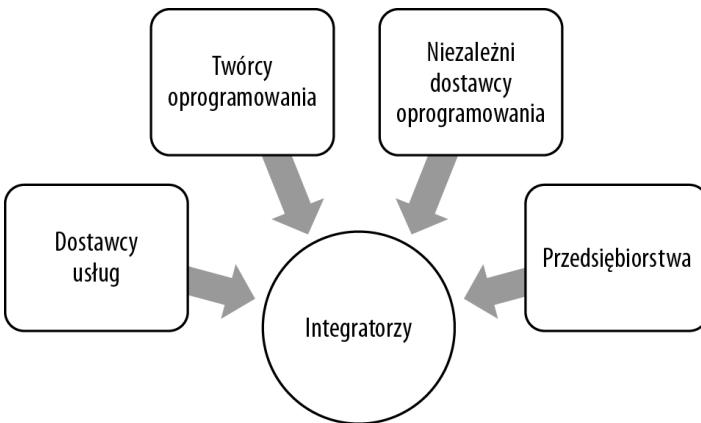 Twórcy
oprogramowania
Niezależni
dostawcy
oprogramowania
Dostawcy
usług
Przedsiębiorstwa
Integratorzy